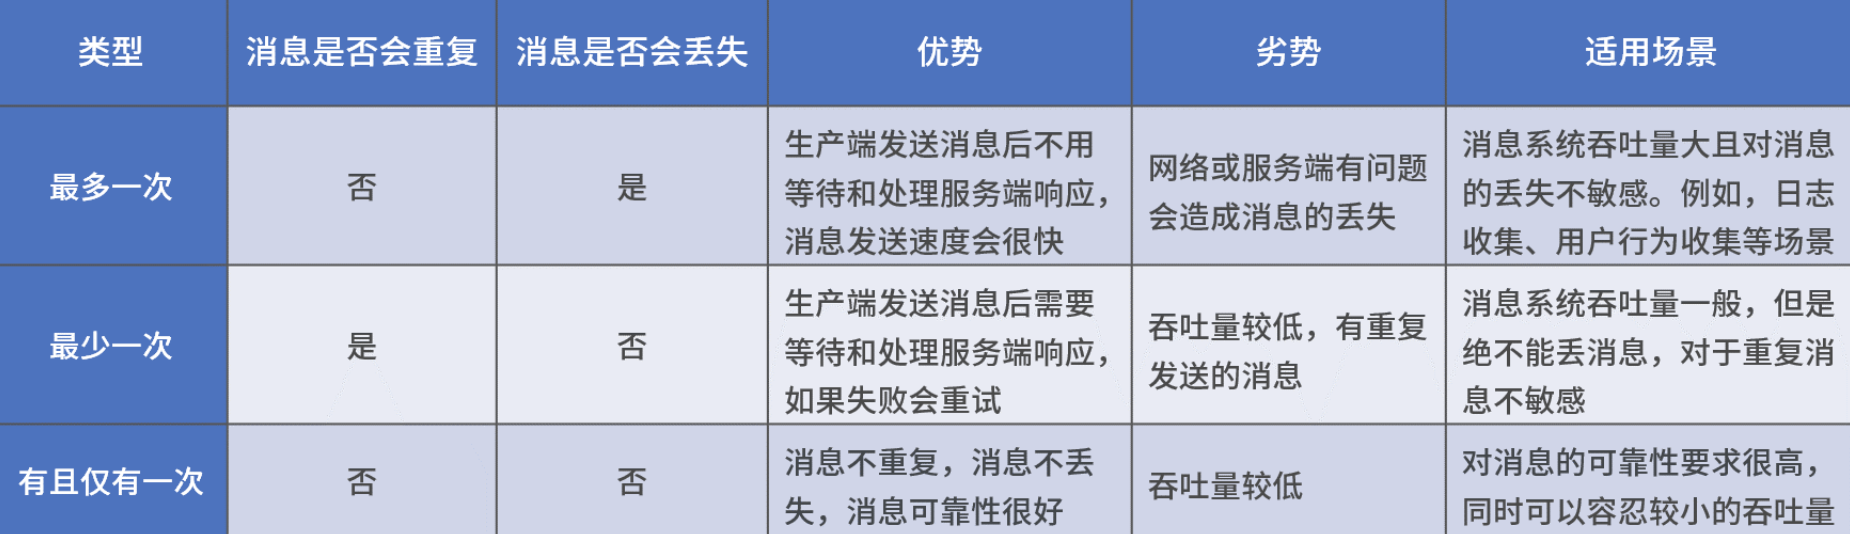 类型
消息是否会重复
消息是否会丢失
优势
劣势
适用场景
最多一次
否
是
生产端发送消息后不用
等待和处理服务端响应，
消息发送速度会很快
网络或服务端有问题
会造成消息的丢失
消息系统吞吐量大且对消息
的丢失不敏感。例如，日志
收集、用户行为收集等场景
最少一次
是
否
生产端发送消息后需要
等待和处理服务端响应，
如果失败会重试
吞吐量较低，有重复
发送的消息
消息系统吞吐量一般，但是
绝不能丢消息，对于重复消
息不敏感
有且仅有一次
否
否
消息不重复，消息不丢
失，消息可靠性很好
吞吐量较低
对消息的可靠性要求很高，
同时可以容忍较小的吞吐量